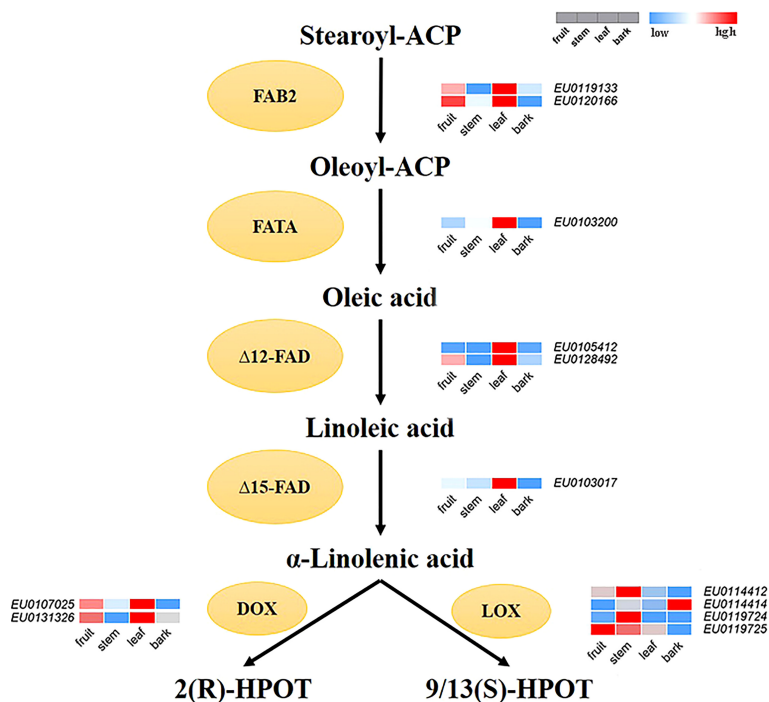 Stearoyl-ACP
fruit stem leaf bark
low hgh
FAB2
EU0119133
EU0120166
fruit stem leaf bark
Oleoyl-ACP
FATA
EU0103200
fruit stem leaf bark
Oleic acid
Δ12-FAD
EU0105412
EU0128492
fruit stem leaf bark
Linoleic acid
Δ15-FAD
EU0103017
fruit stem leaf bark
α-Linolenic acid
EU0107025
EU0131326
fruit stem leaf bark
DOX
LOX
EU0114412
EU0114414
EU0119724
EU0119725
fruit stem leaf bark
2(R)-HPOT
9/13(S)-HPOT